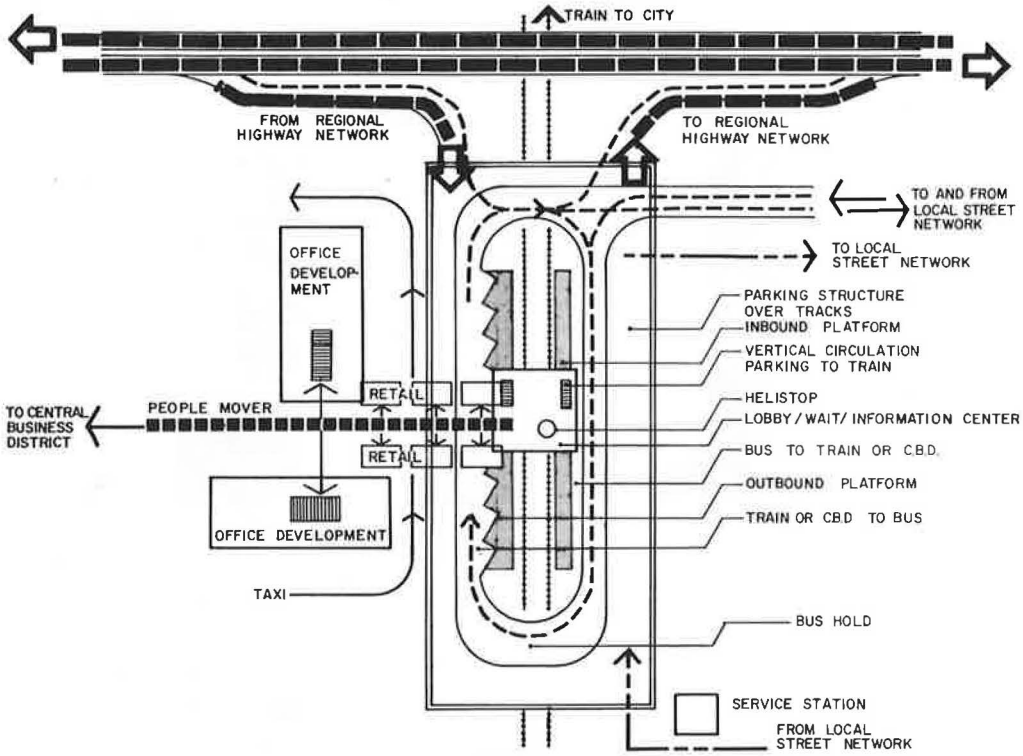 TRAIN TO CITY
FROM REGIONAL
HIGHWAY NETWORK
TO REGIONAL
HIGHWAY NETWORK
TO AND FROM
LOCAL STREET
NETWORK
OFFICE
DEVELOP-
MENT
TO LOCAL
STREET NETWORK
PARKING STRUCTURE
OVER TRACKS
INBOUND PLATFORM
VERTICAL CIRCULATION
PARKING TO TRAIN
RETAIL
HELISTOP
TO CENTRAL
BUSINESS
DISTRICT
PEOPLE MOVER
LOBBY/WAIT/INFORMATION CENTER
RETAIL
BUS TO TRAIN OR C.B.D.
OUTBOUND PLATFORM
OFFICE DEVELOPMENT
TRAIN OR C.B.D TO BUS
TAXI
BUS HOLD
SERVICE STATION
FROM LOCAL
STREET NETWORK